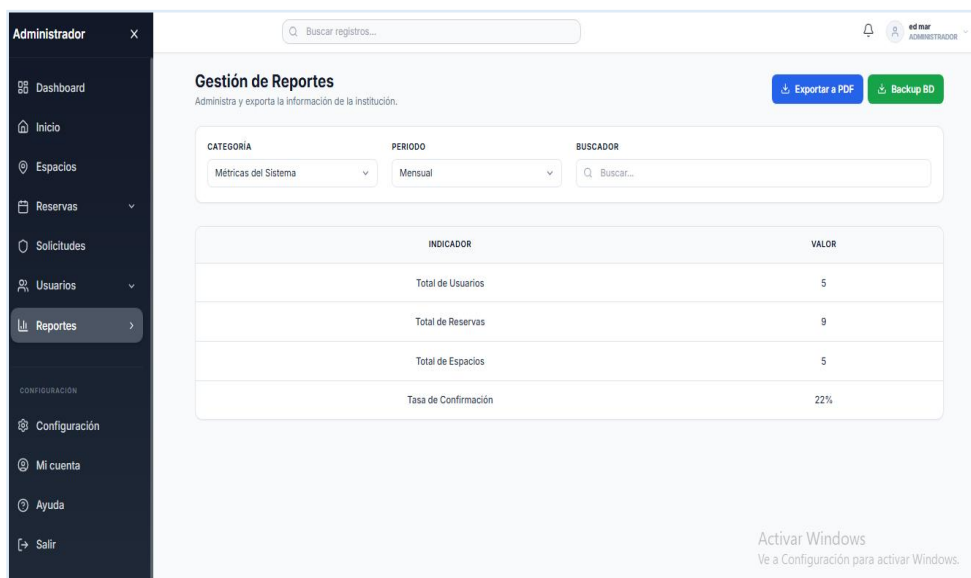 Administrador X
Dashboard
Inicio
Espacios
Reservas
Solicitudes
Usuarios
Reportes
CONFIGURACIÓN
Configuración
Mi cuenta
Ayuda
Salir
Buscar registros...
ed mar
ADMINISTRADOR
Gestión de Reportes
Administra y exporta la información de la institución.
Exportar a PDF Backup BD
CATEGORÍA PERIODO BUSCADOR
Métricas del Sistema Mensual Buscar...
INDICADOR VALOR
Total de Usuarios 5
Total de Reservas 9
Total de Espacios 5
Tasa de Confirmación 22%
Activar Windows
Ve a Configuración para activar Windows.